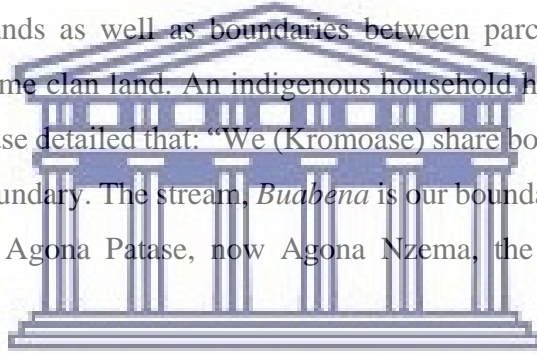 nds as well as boundaries between parc
me clan land. An indigenous household h
se detailed that: “We (Kromoase) share bo
undary. The stream, Buabena is our bounda
Agona Patase, now Agona Nzema, the